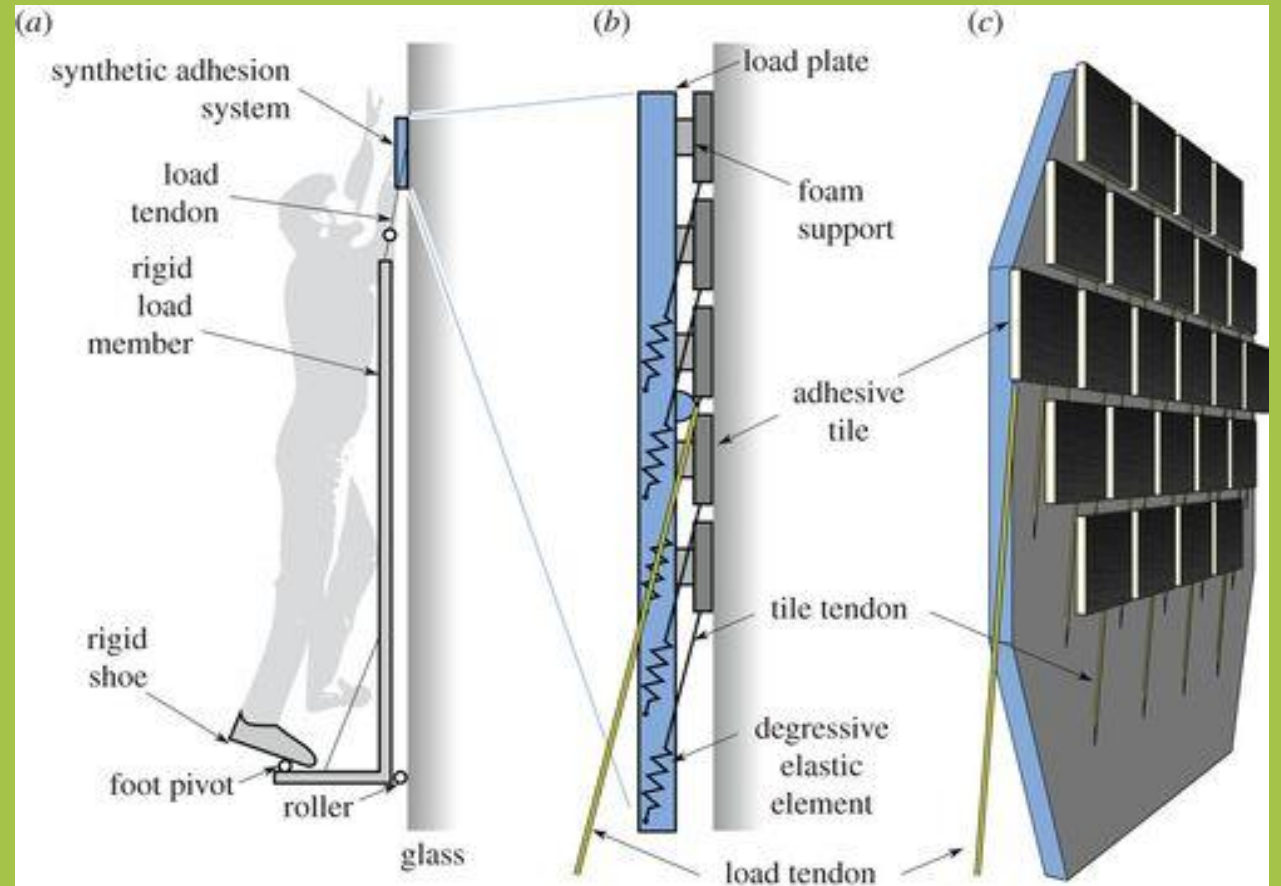 (a)
synthetic adhesion
system
load
tendon
rigid
load
member
rigid
shoe
foot pivot
roller
glass
(b)
load plate
foam
support
adhesive
tile
tile tendon
degressive
elastic
element
load tendon
(c)